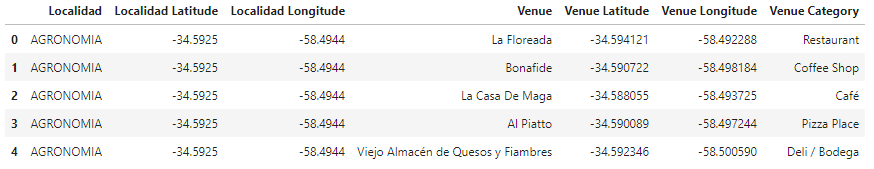 Localidad Localidad Latitude Localidad Longitude Venue Venue Latitude Venue Longitude Venue Category
0 AGRONOMIA -34.5925 -58.4944 La Floreada -34.594121 -58.492288 Restaurant
1 AGRONOMIA -34.5925 -58.4944 Bonafide -34.590722 -58.498184 Coffee Shop
2 AGRONOMIA -34.5925 -58.4944 La Casa De Maga -34.588055 -58.493725 Café
3 AGRONOMIA -34.5925 -58.4944 Al Piatto -34.590089 -58.497244 Pizza Place
4 AGRONOMIA -34.5925 -58.4944 Viejo Almacén de Quesos y Fiambres -34.592346 -58.500590 Deli / Bodega